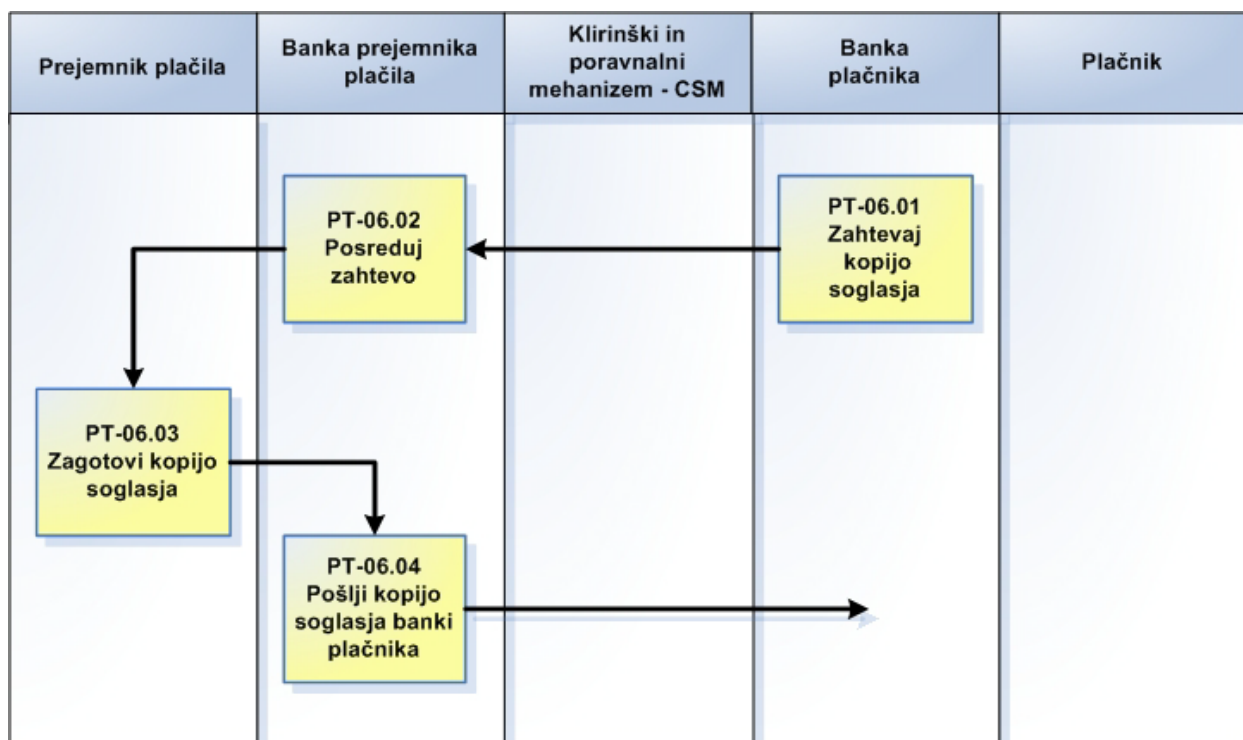 Prejemnik plačila
Banka prejemnika
plačila
Klirinški in
poravnalni
mehanizem - CSM
Banka
plačnika
Plačnik
PT-06.02
Posreduj
zahtevo
PT-06.01
Zahtevaj
kopijo
soglasja
PT-06.03
Zagotovi kopijo
soglasja
PT-06.04
Pošlji kopijo
soglasja banki
plačnika